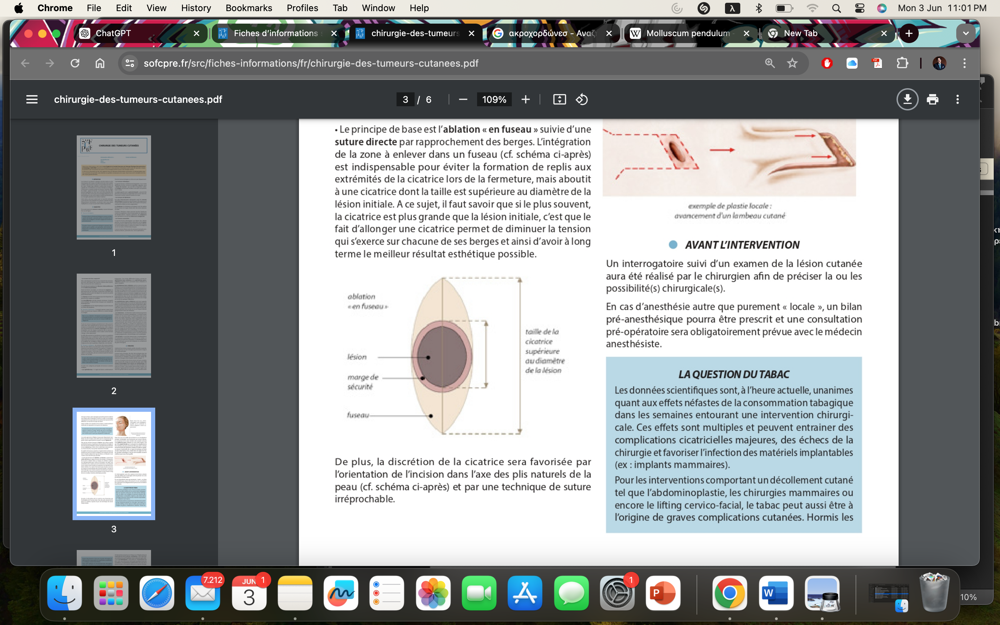 Chrome File Edit View History Bookmarks Profiles Tab Window Help
Mon 3 Jun 11:01 PM
ChatGPT
Fiches d'informations
chirurgie-des-tumeurs
ακροχορδώνεσ - Αναζ
Molluscum pendulum
New Tab
sofcpre.fr/src/fiches-informations/fr/chirurgie-des-tumeurs-cutanees.pdf
chirurgie-des-tumeurs-cutanees.pdf
3 / 6
109%
CHIRURGIE DES TUMEURS CUTANÉES
1
2
3
• Le principe de base est l'ablation « en fuseau » suivie d'une
suture directe par rapprochement des berges. L'intégration
de la zone à enlever dans un fuseau (cf. schéma ci-après)
est indispensable pour éviter la formation de replis aux
extrémités de la cicatrice lors de la fermeture, mais aboutit
à une cicatrice dont la taille est supérieure au diamètre de la
lésion initiale. A ce sujet, il faut savoir que si le plus souvent,
la cicatrice est plus grande que la lésion initiale, c'est que le
fait d'allonger une cicatrice permet de diminuer la tension
qui s'exerce sur chacune de ses berges et ainsi d'avoir à long
terme le meilleur résultat esthétique possible.
ablation
« en fuseau »
lésion
marge de
sécurité
fuseau
taille de la
cicatrice
supérieure
au diamètre
de la lésion
De plus, la discrétion de la cicatrice sera favorisée par
l'orientation de l'incision dans l'axe des plis naturels de la
peau (cf. schéma ci-après) et par une technique de suture
irréprochable.
exemple de plastie locale :
avancement d'un lambeau cutané
AVANT L'INTERVENTION
Un interrogatoire suivi d'un examen de la lésion cutanée
aura été réalisé par le chirurgien afin de préciser la ou les
possibilité(s) chirurgicale(s).
En cas d'anesthésie autre que purement « locale », un bilan
pré-anesthésique pourra être prescrit et une consultation
pré-opératoire sera obligatoirement prévue avec le médecin
anesthésiste.
LA QUESTION DU TABAC
Les données scientifiques sont, à l'heure actuelle, unanimes
quant aux effets néfastes de la consommation tabagique
dans les semaines entourant une intervention chirurgi-
cale. Ces effets sont multiples et peuvent entrainer des
complications cicatricielles majeures, des échecs de la
chirurgie et favoriser l'infection des matériels implantables
(ex : implants mammaires).
Pour les interventions comportant un décollement cutané
tel que l'abdominoplastie, les chirurgies mammaires ou
encore le lifting cervico-facial, le tabac peut aussi être à
l'origine de graves complications cutanées. Hormis les
7.212
JUN
1
3
1
10%